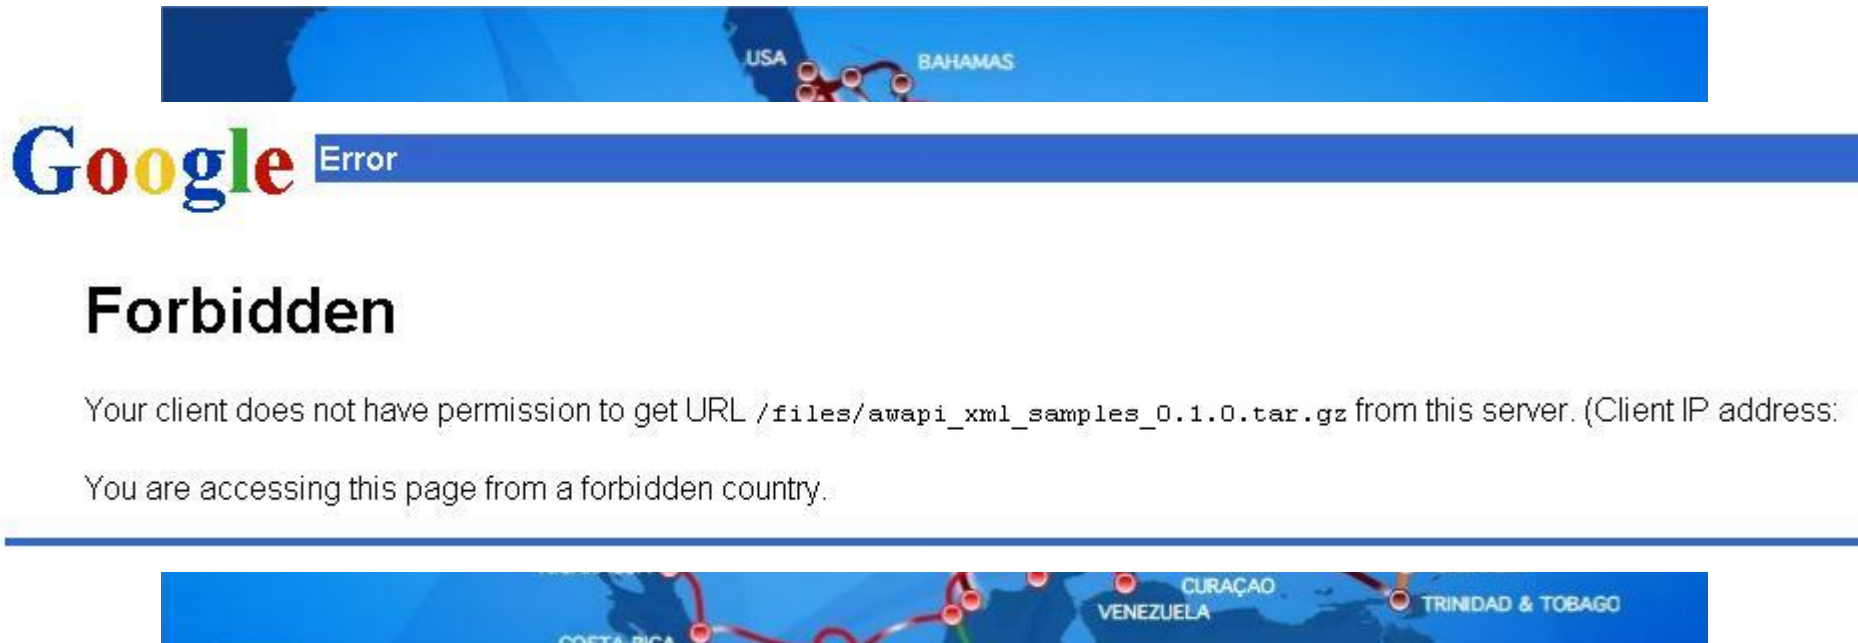 USA
BAHAMAS
Google Error
Forbidden
Your client does not have permission to get URL /files/awapi_xml_samples_0.1.0.tar.gz from this server. (Client IP address:
You are accessing this page from a forbidden country.
CURAÇAO
VENEZUELA
TRINIDAD & TOBAGO
COSTA RICA